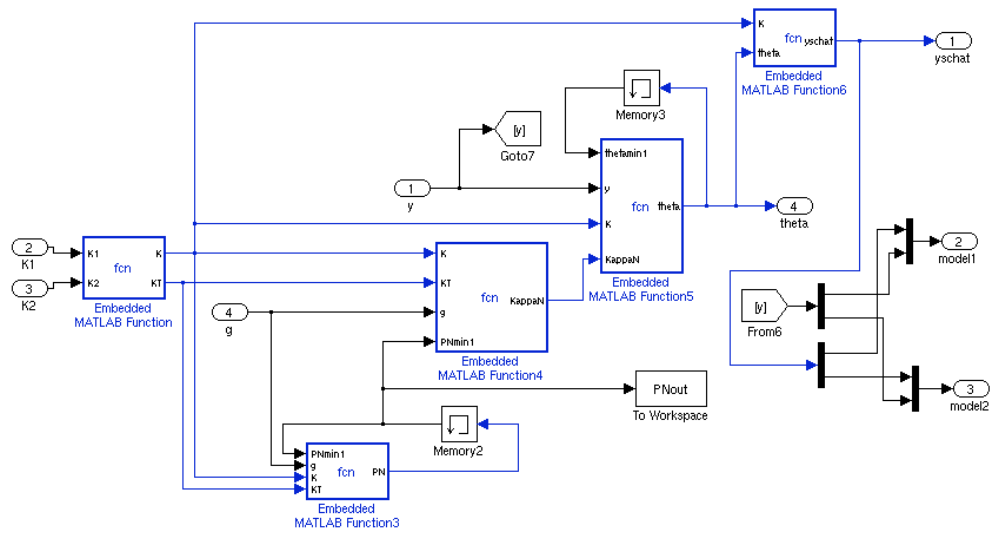 K
fcn
yschat
theta
Embedded
MATLAB Function6
1
yschat
Memory3
[y]
Goto7
thetamin1
y
fcn
theta
K
KappaN
Embedded
MATLAB Function5
1
y
4
theta
2
K1
3
K2
K1
K
fcn
K2
KT
Embedded
MATLAB Function
K
KT
fcn
KappaN
g
PNmin1
Embedded
MATLAB Function4
4
g
2
model1
[y]
From6
3
model2
PNout
To Workspace
Memory2
PNmin1
g
fcn
PN
K
KT
Embedded
MATLAB Function3